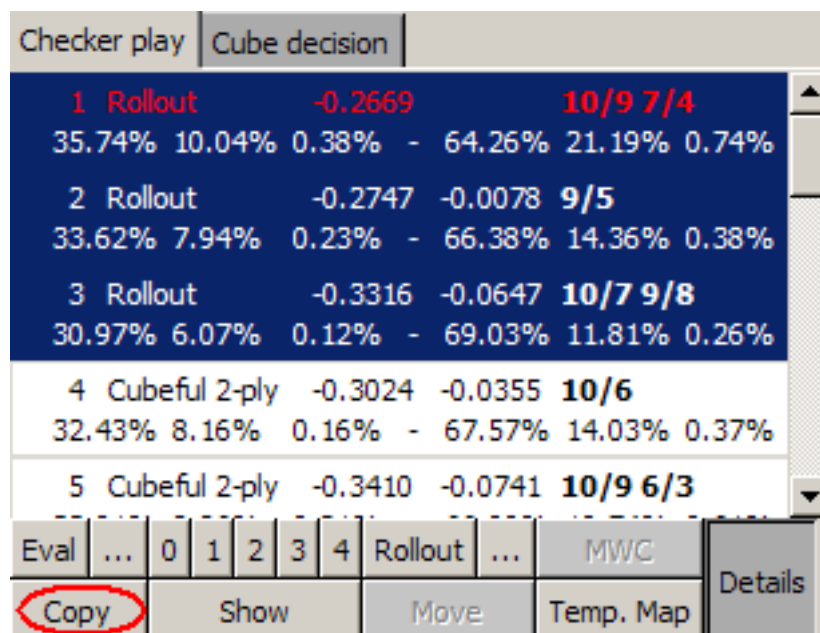 Checker play Cube decision
1 Rollout -0.2669 10/9 7/4
35.74% 10.04% 0.38% - 64.26% 21.19% 0.74%
2 Rollout -0.2747 -0.0078 9/5
33.62% 7.94% 0.23% - 66.38% 14.36% 0.38%
3 Rollout -0.3316 -0.0647 10/7 9/8
30.97% 6.07% 0.12% - 69.03% 11.81% 0.26%
4 Cubeful 2-ply -0.3024 -0.0355 10/6
32.43% 8.16% 0.16% - 67.57% 14.03% 0.37%
5 Cubeful 2-ply -0.3410 -0.0741 10/9 6/3
Eval ... 0 1 2 3 4 Rollout ... MWC
Details
Copy Show Move Temp. Map